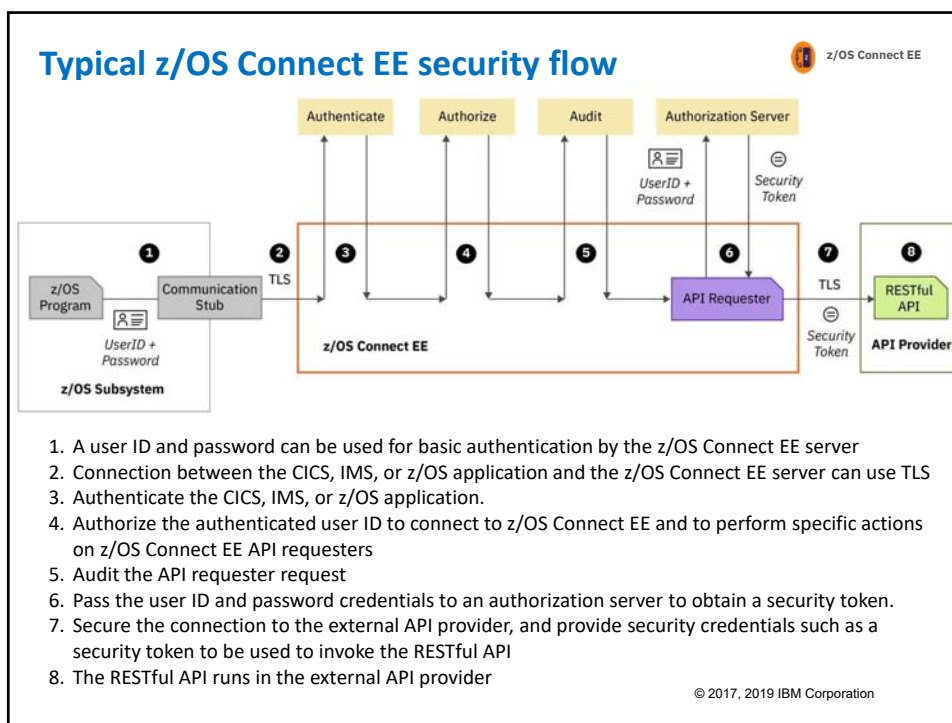 Typical z/OS Connect EE security flow
z/OS Connect EE
Authenticate
Authorize
Audit
Authorization Server
UserID +
Password
Security
Token
1
2
3
4
5
6
7
8
TLS
z/OS
Program
Communication
Stub
UserID +
Password
z/OS Subsystem
z/OS Connect EE
API Requester
TLS
Security
Token
RESTful
API
API Provider
1. A user ID and password can be used for basic authentication by the z/OS Connect EE server
2. Connection between the CICS, IMS, or z/OS application and the z/OS Connect EE server can use TLS
3. Authenticate the CICS, IMS, or z/OS application.
4. Authorize the authenticated user ID to connect to z/OS Connect EE and to perform specific actions
on z/OS Connect EE API requesters
5. Audit the API requester request
6. Pass the user ID and password credentials to an authorization server to obtain a security token.
7. Secure the connection to the external API provider, and provide security credentials such as a
security token to be used to invoke the RESTful API
8. The RESTful API runs in the external API provider
© 2017, 2019 IBM Corporation